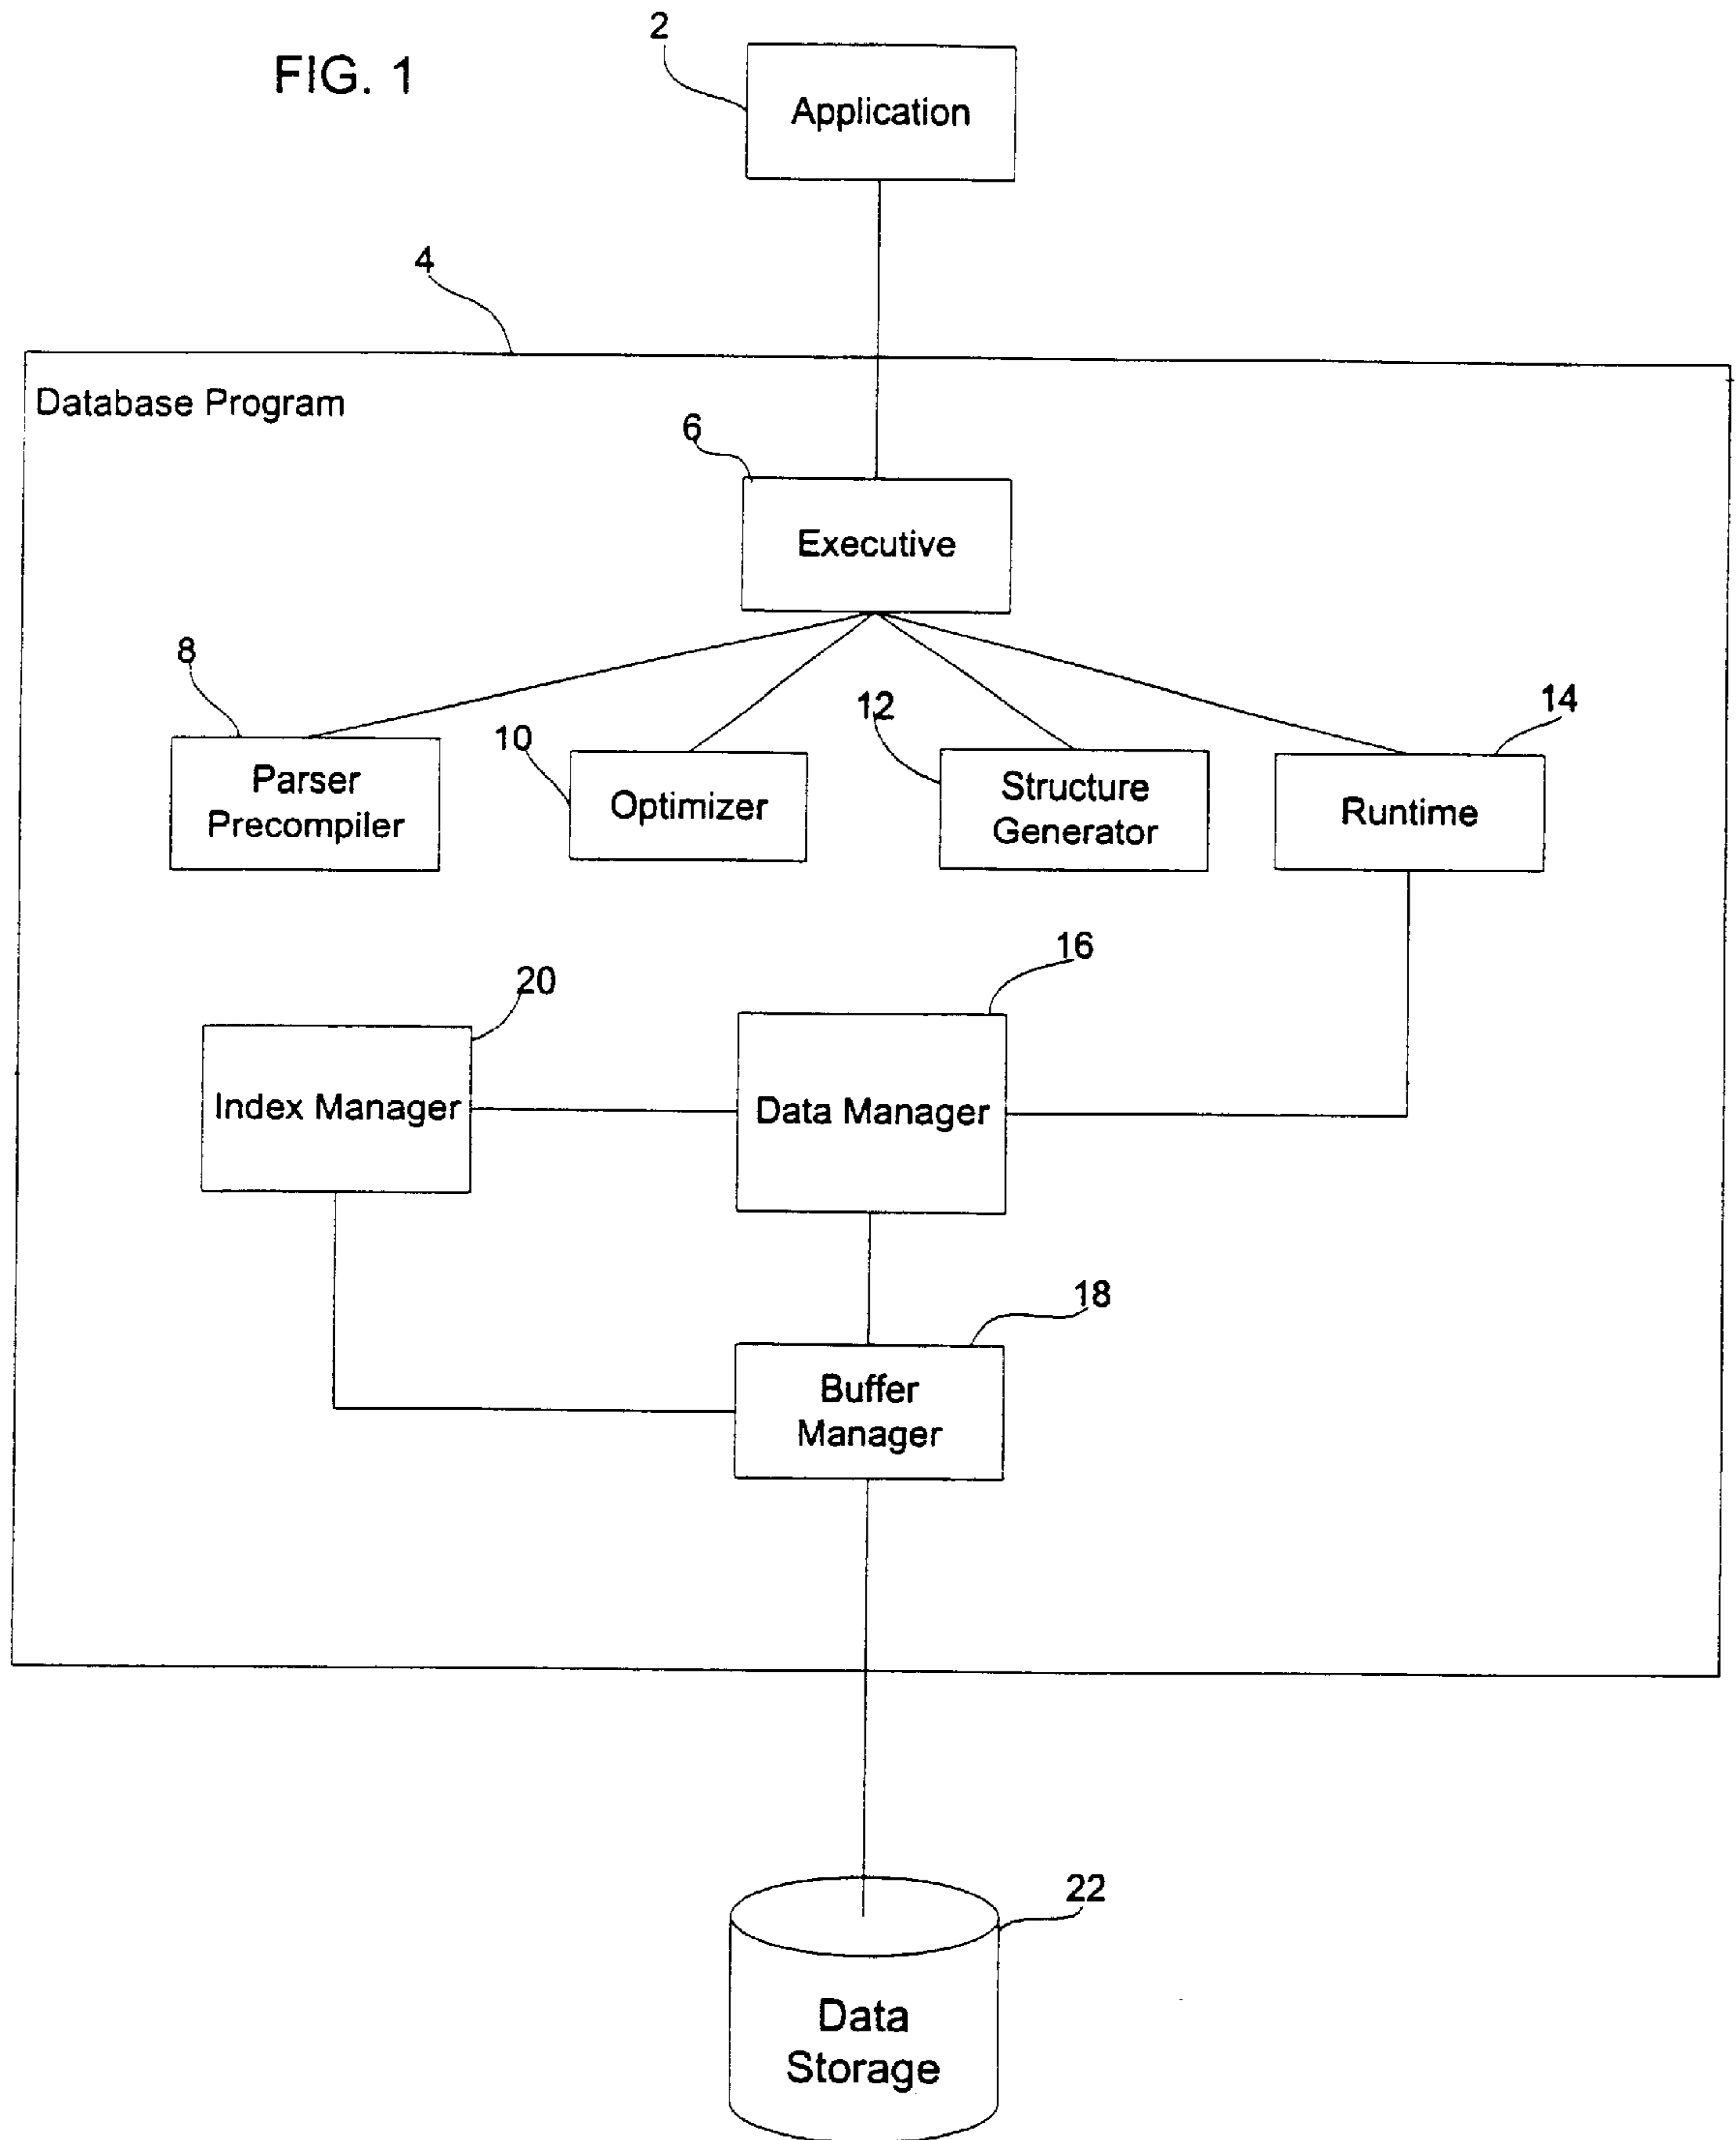 FIG. 1
2
Application
4
Database Program
6
Executive
8
Parser
Precompiler
10
Optimizer
12
Structure
Generator
14
Runtime
20
Index Manager
16
Data Manager
18
Buffer
Manager
22
Data
Storage